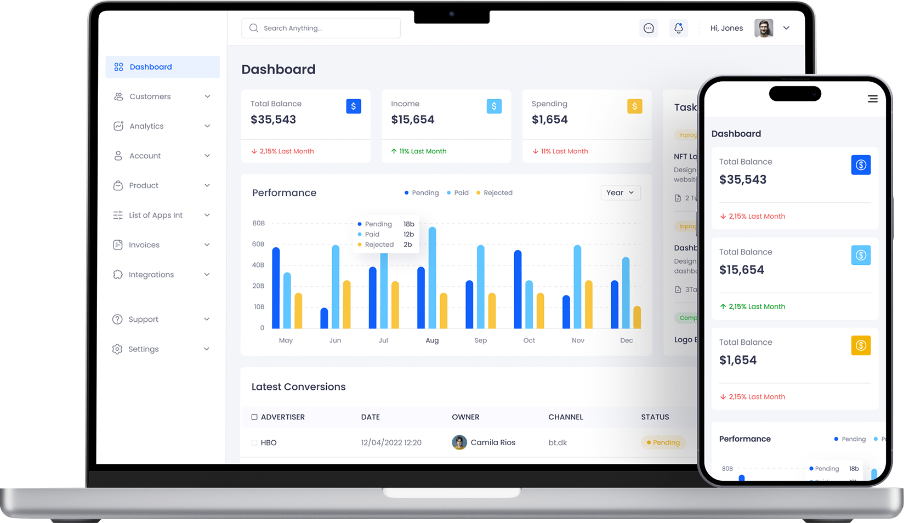 Search Anything...
Hi, Jones
Dashboard
Customers
Analytics
Account
Product
List of Apps Int
Invoices
Integrations
Support
Settings
Dashboard
Total Balance
$
$35,543
2,15% Last Month
Income
$
$15,654
11% Last Month
Spending
$
$1,654
11% Last Month
Task
Inprog
NFT La
Design
website
Inprog
Dashb
Design
dashbo
3To
Comp
Logo B
Performance
Pending
Paid
Rejected
Year
80B
60B
40B
20B
10B
0
Pending 18b
Paid 12b
Rejected 2b
May Jun Jul Aug Sep Oct Nov Dec
Latest Conversions
ADVERTISER DATE OWNER CHANNEL STATUS
HBO 12/04/2022 12:20 Camila Rios bt.dk Pending
Dashboard
Total Balance
$
$35,543
2,15% Last Month
Total Balance
$
$15,654
2,15% Last Month
Total Balance
$
$1,654
2,15% Last Month
Performance
Pending
P
80B
Pending 18b